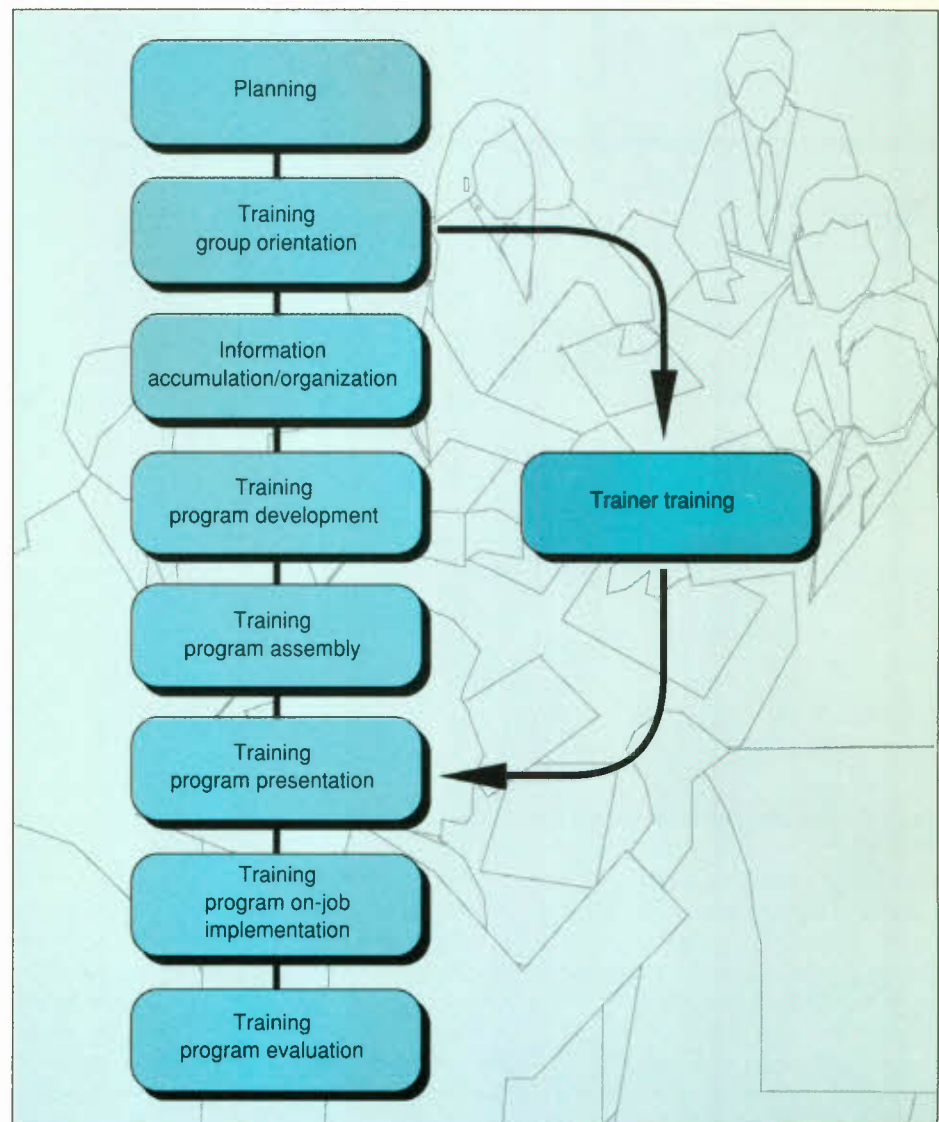 Planning
Training
group orientation
Information
accumulation/organization
Training
program development
Trainer training
Training
program assembly
Training
program presentation
Training
program on-job
implementation
Training
program evaluation